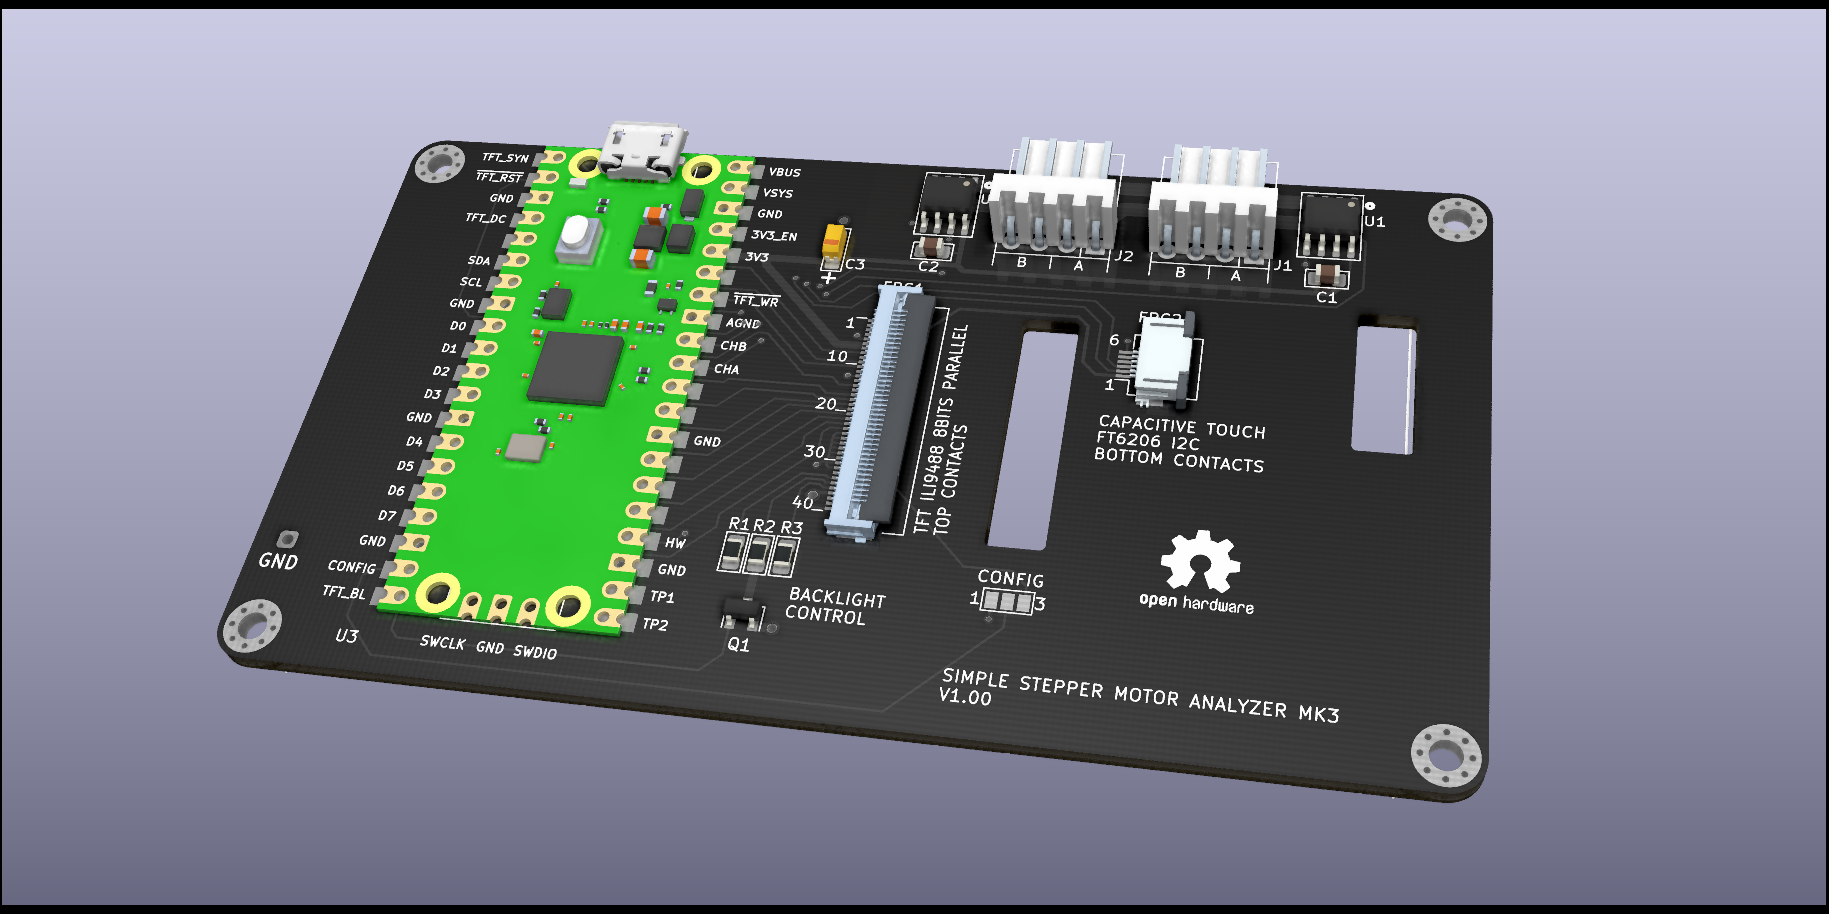 TFT_SYN
TFT_RST
GND
TFT_DC
SDA
SCL
GND
D0
D1
D2
D3
GND
D4
D5
D6
D7
GND
CONFIG
TFT_BL
VBUS
VSYS
GND
3V3_EN
3V3
TFT_WR
AGND
CHB
CHA
GND
HW
GND
TP1
TP2
GND
U3
SWCLK GND SWDIO
C3
+
C2
B A
J2
B A
J1
U1
C1
1
10
20
30
40
TFT ILI9488 8BITS PARALLEL
TOP CONTACTS
6
1
CAPACITIVE TOUCH
FT6206 I2C
BOTTOM CONTACTS
R1 R2 R3
BACKLIGHT
CONTROL
Q1
CONFIG
1 3
open hardware
SIMPLE STEPPER MOTOR ANALYZER MK3
V1.00